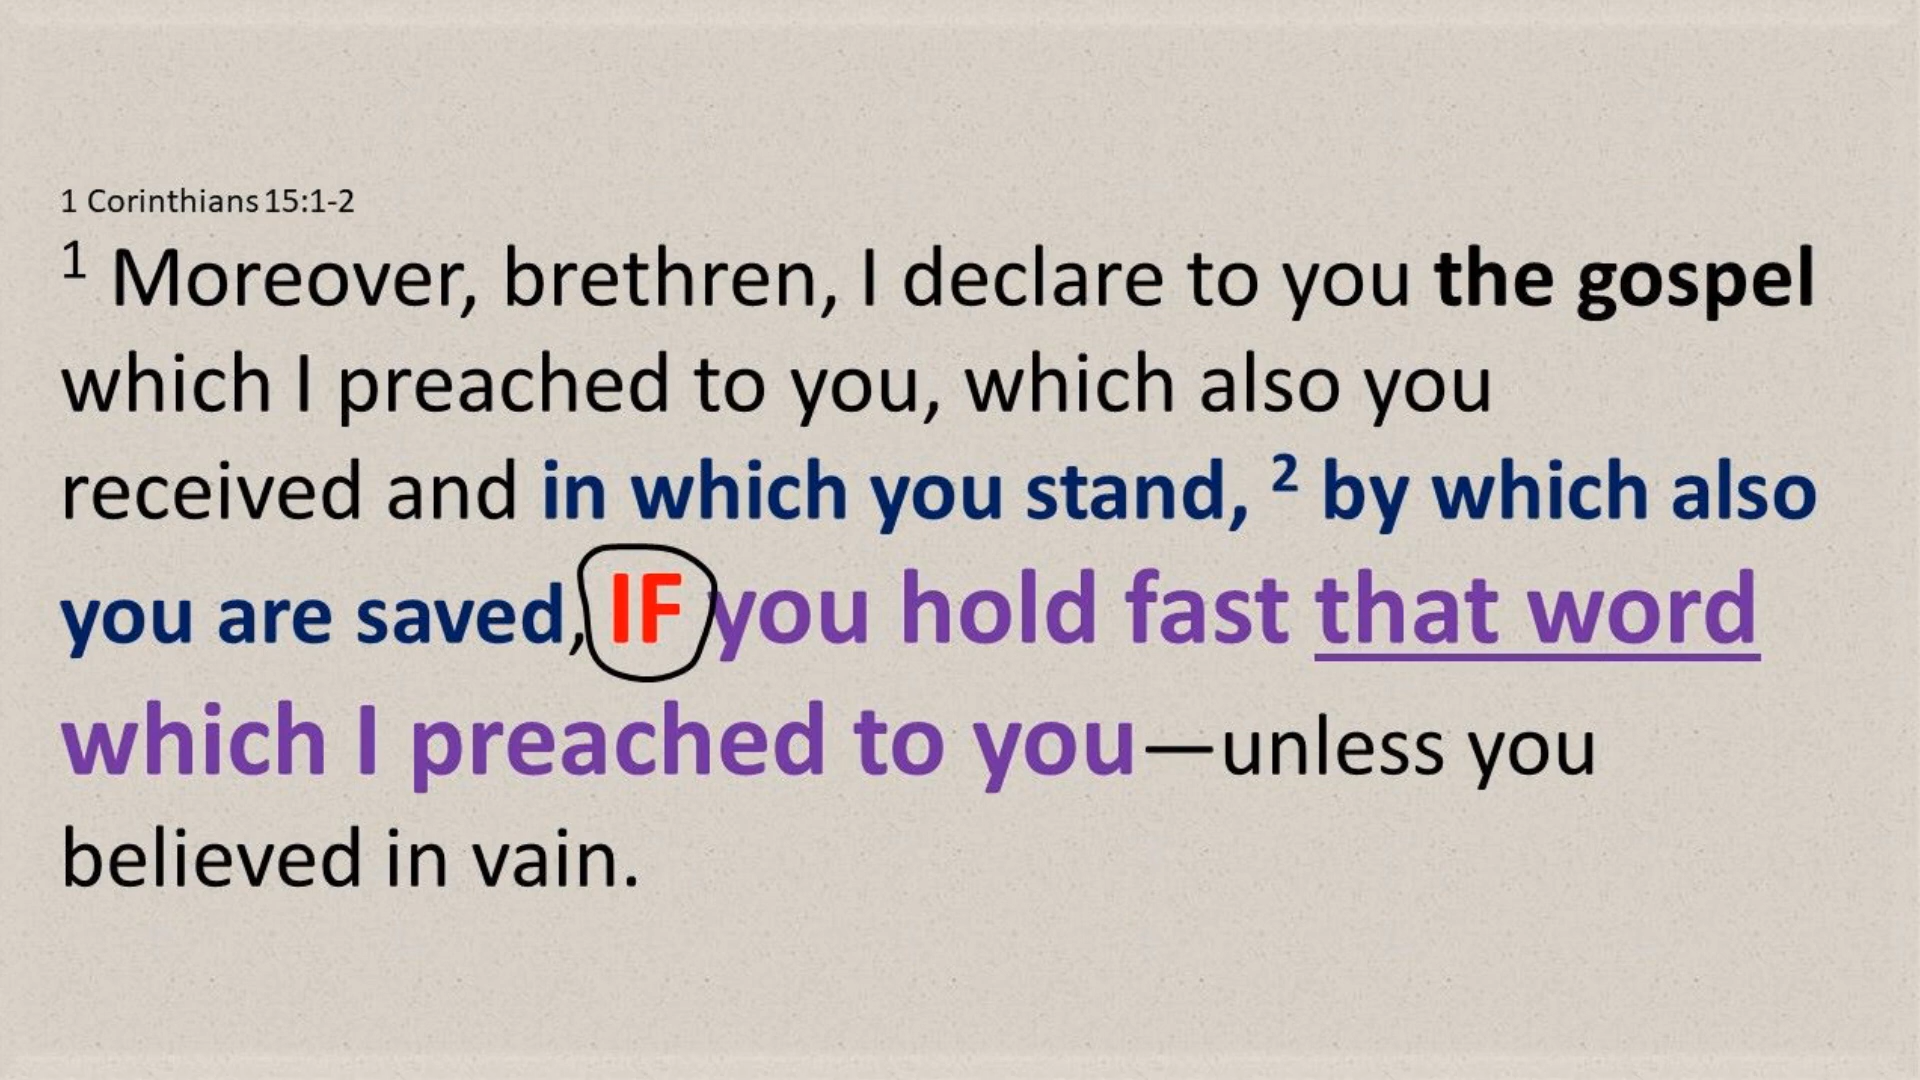 1 Corinthians 15:1-2
1 Moreover, brethren, I declare to you the gospel
which I preached to you, which also you
received and in which you stand, 2 by which also
you are saved, IF you hold fast that word
which I preached to you—unless you
believed in vain.